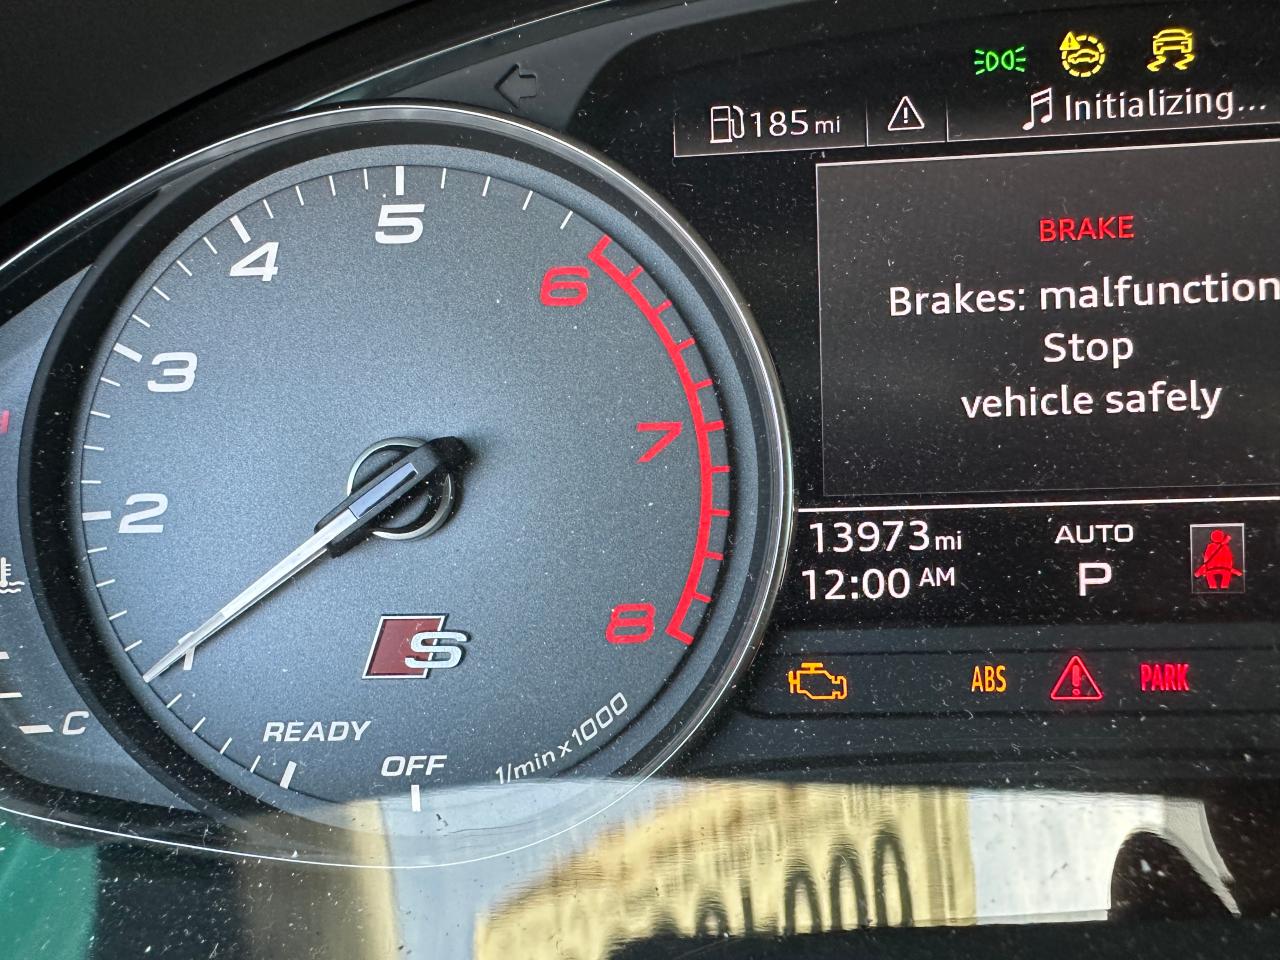 185 mi
Initializing...
BRAKE
Brakes: malfunction
Stop
vehicle safely
13973 mi
12:00 AM
AUTO
P
ABS
PARK
5
4
6
3
7
2
8
1
S
READY
OFF
1/min x 1000
C